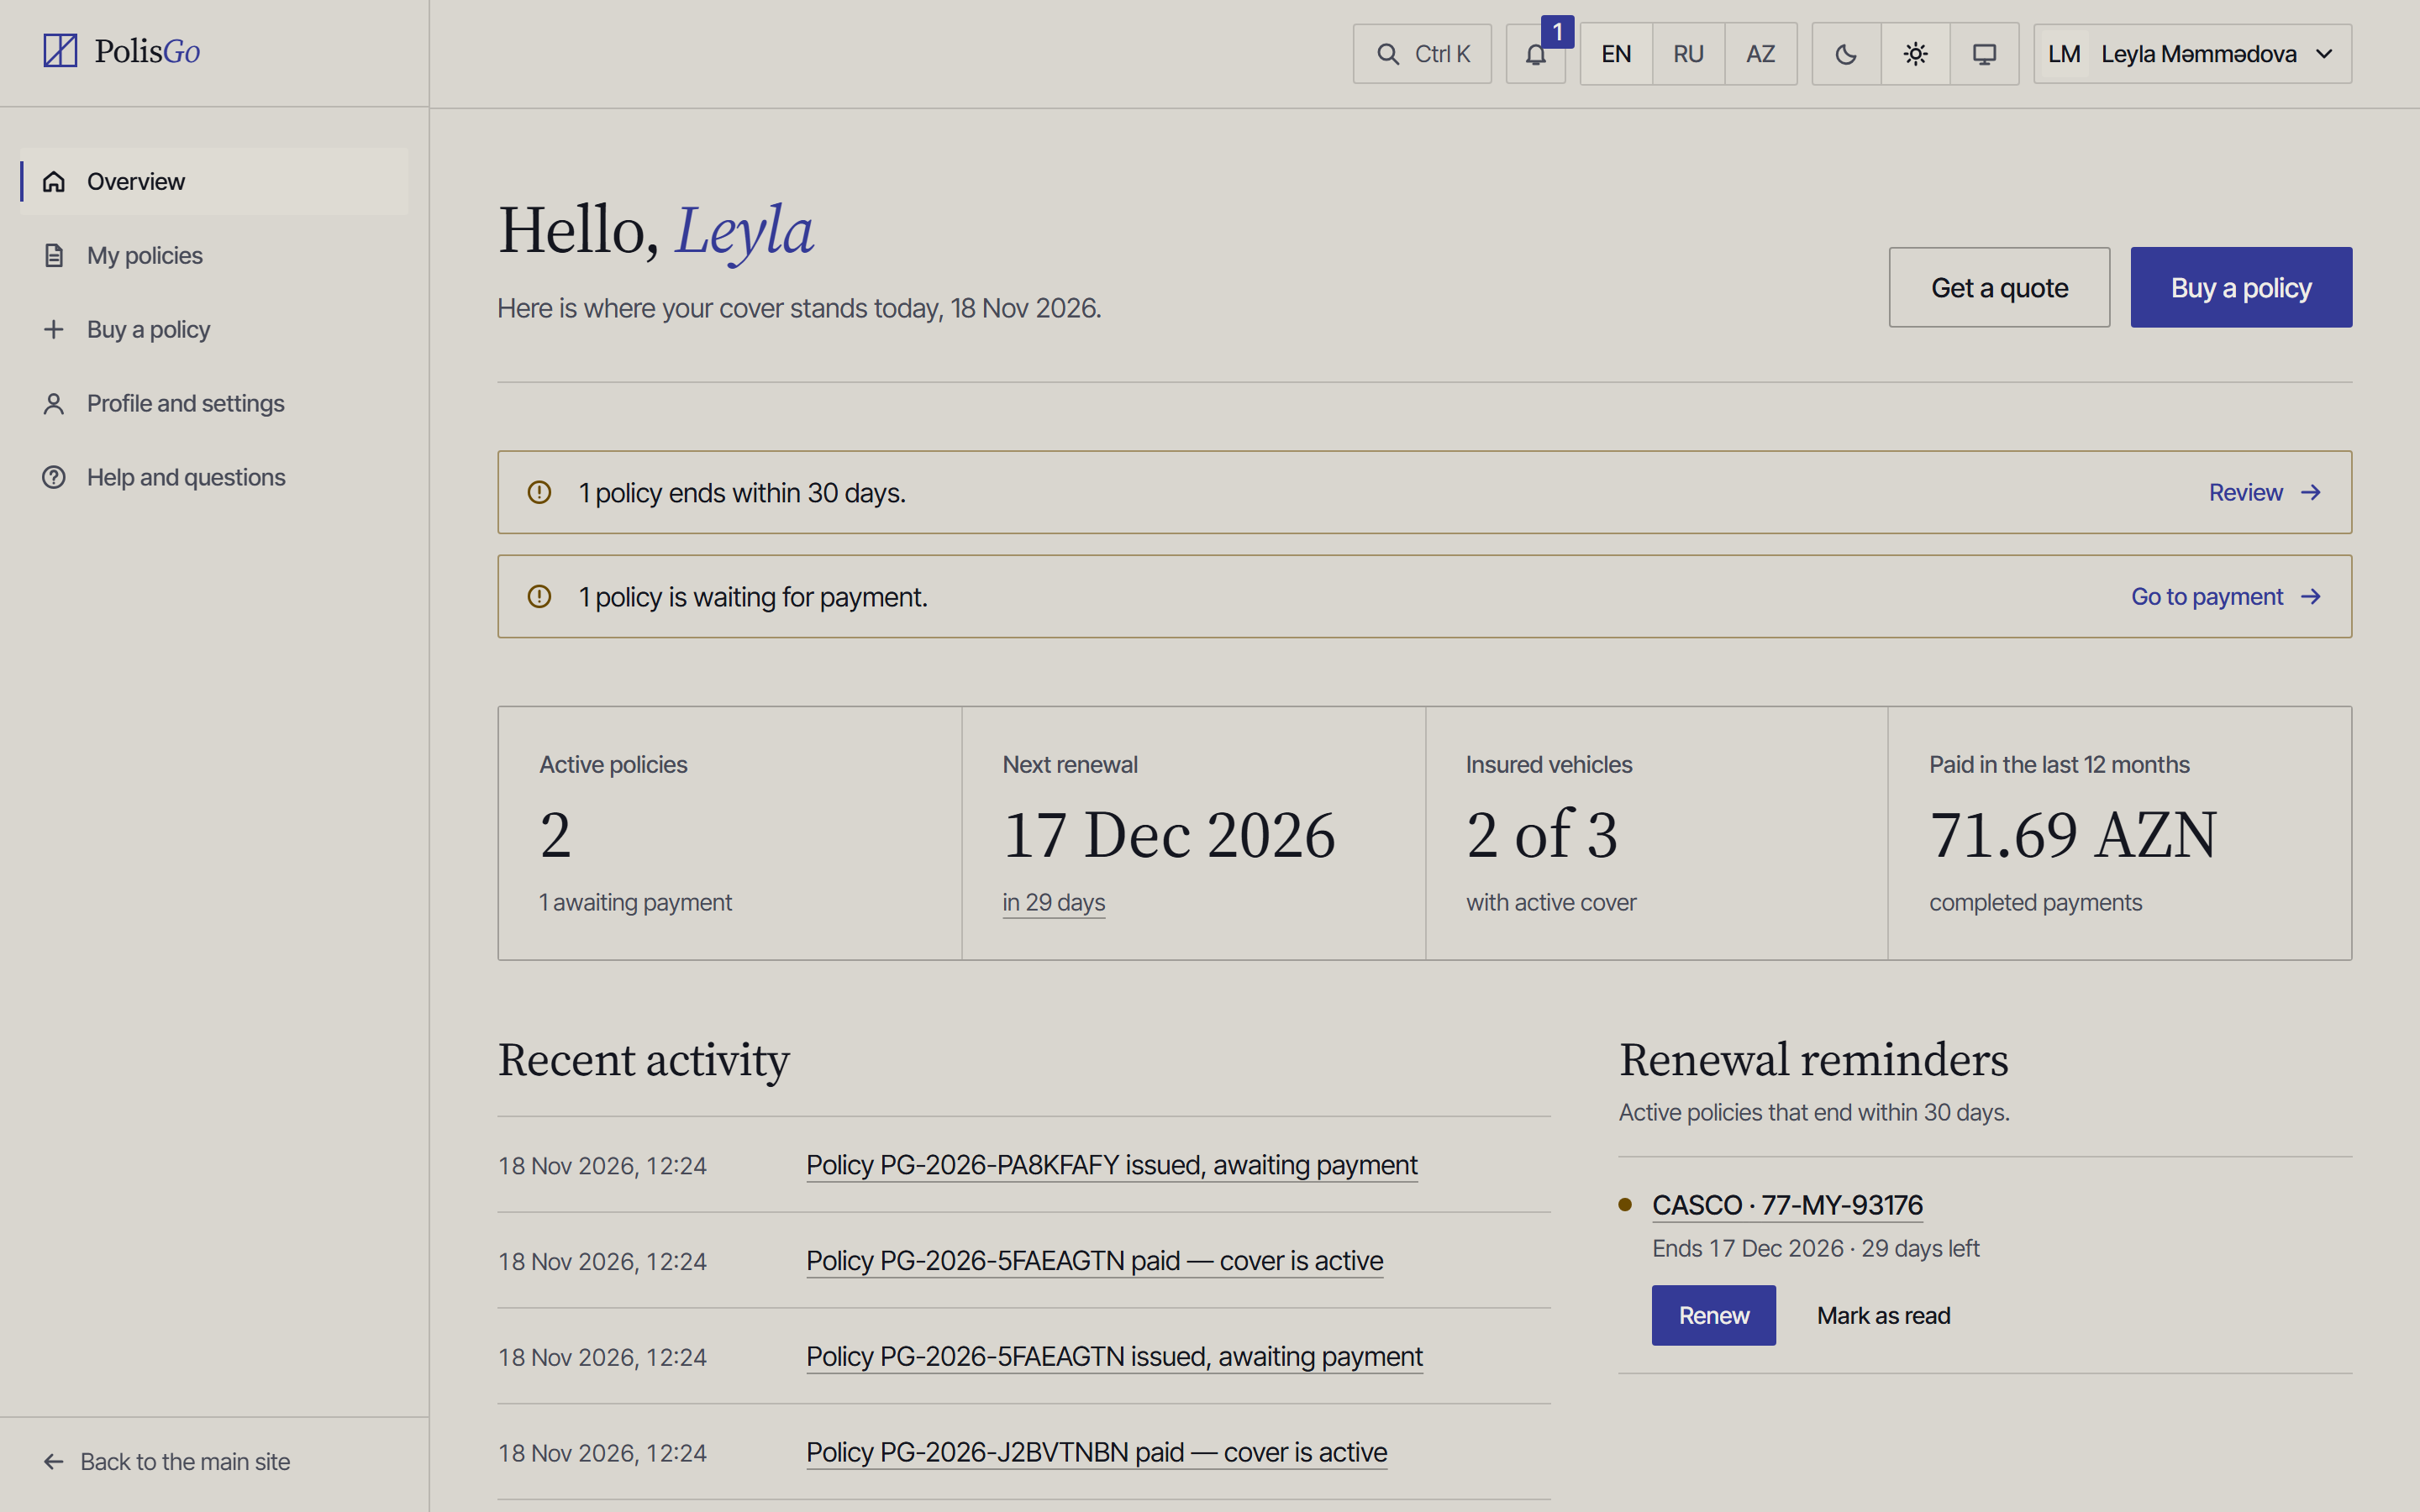 PolisGo
Ctrl K
1
EN
RU
AZ
LM Leyla Məmmədova
Overview
My policies
Buy a policy
Profile and settings
Help and questions
Back to the main site
Hello, Leyla
Here is where your cover stands today, 18 Nov 2026.
Get a quote
Buy a policy
1 policy ends within 30 days.
Review
1 policy is waiting for payment.
Go to payment
Active policies
2
1 awaiting payment
Next renewal
17 Dec 2026
in 29 days
Insured vehicles
2 of 3
with active cover
Paid in the last 12 months
71.69 AZN
completed payments
Recent activity
18 Nov 2026, 12:24 Policy PG-2026-PA8KFAFY issued, awaiting payment
18 Nov 2026, 12:24 Policy PG-2026-5FAEAGTN paid — cover is active
18 Nov 2026, 12:24 Policy PG-2026-5FAEAGTN issued, awaiting payment
18 Nov 2026, 12:24 Policy PG-2026-J2BVTNBN paid — cover is active
Renewal reminders
Active policies that end within 30 days.
CASCO · 77-MY-93176
Ends 17 Dec 2026 · 29 days left
Renew
Mark as read